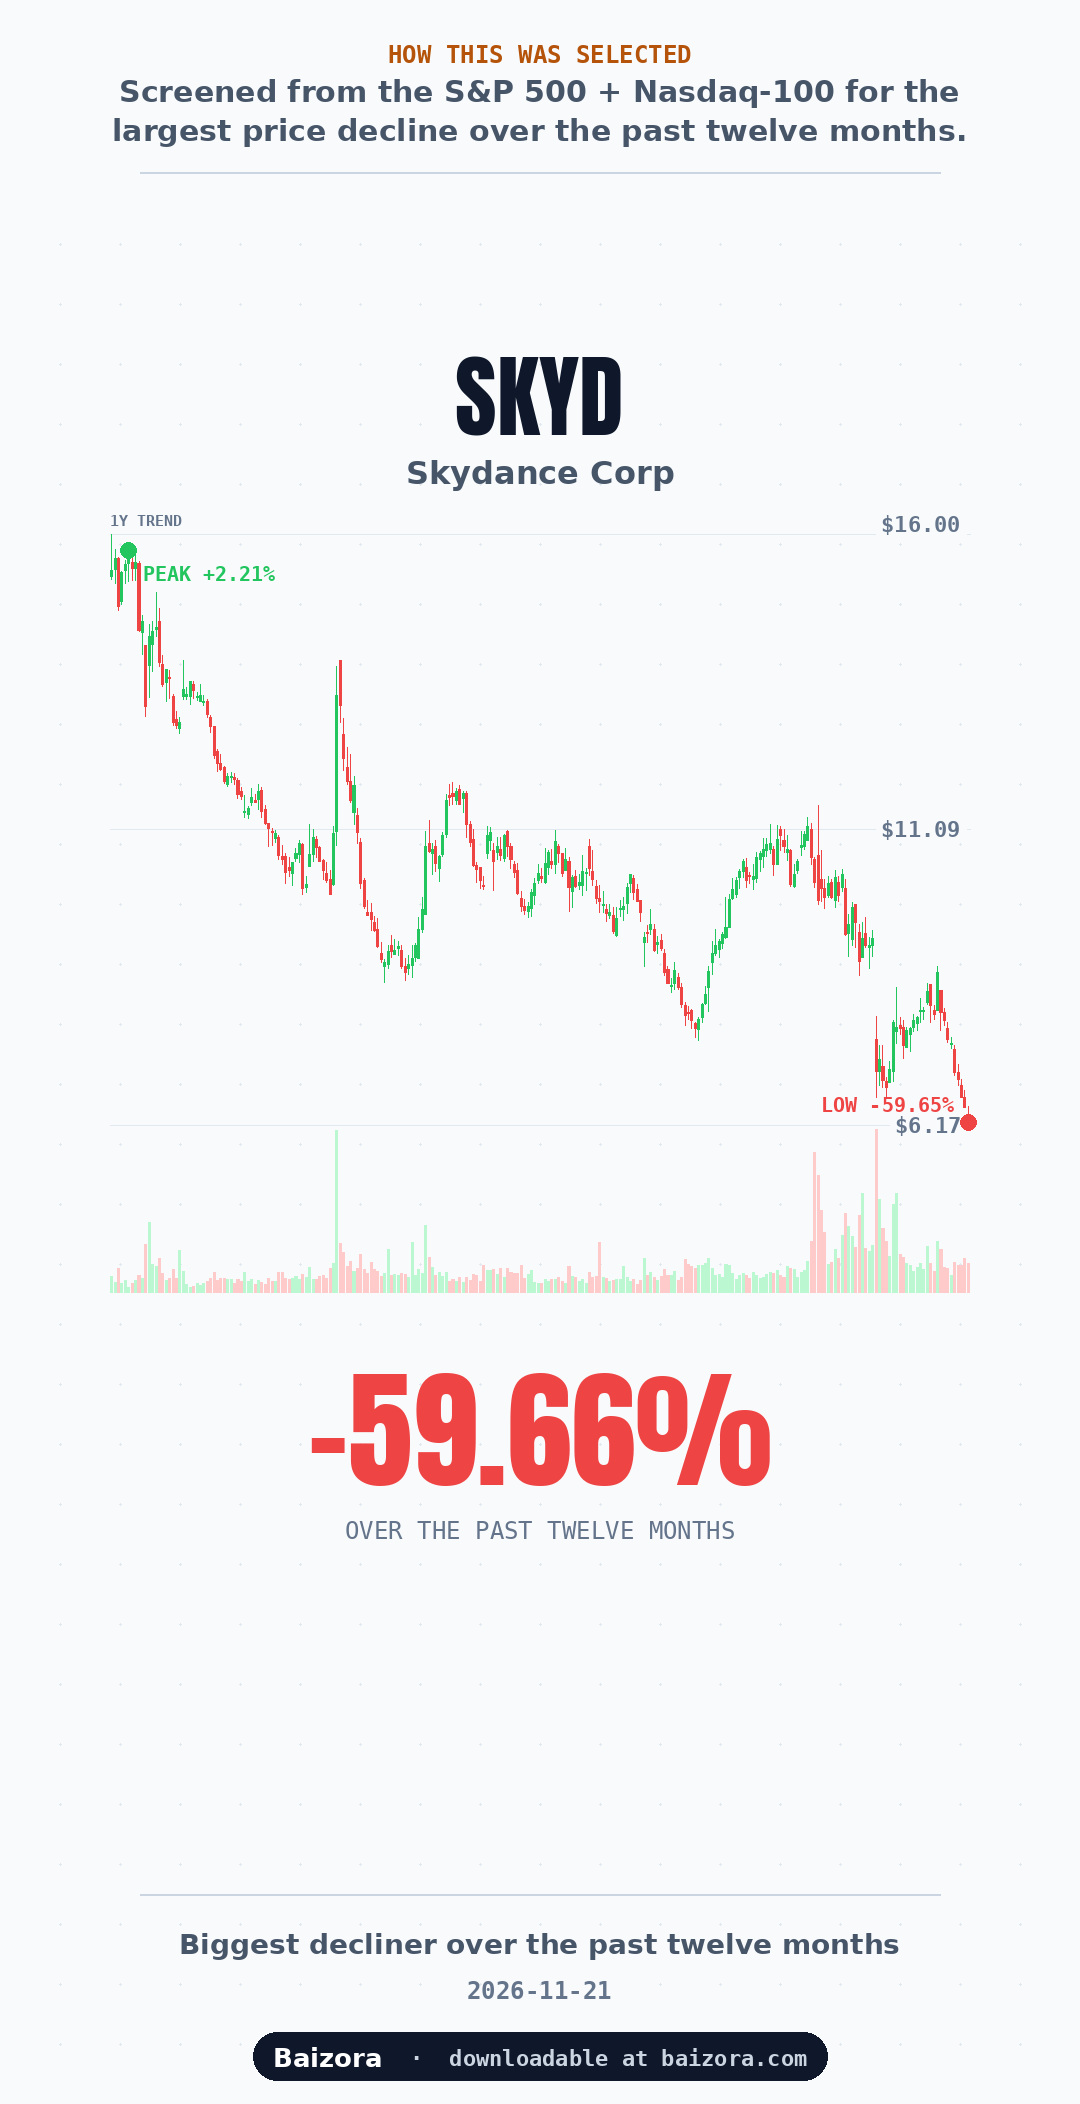 HOW THIS WAS SELECTED
Screened from the S&P 500 + Nasdaq-100 for the
largest price decline over the past twelve months.
SKYD
Skydance Corp
1Y TREND
$16.00
PEAK +2.21%
$11.09
LOW -59.65%
$6.17
-59.66%
OVER THE PAST TWELVE MONTHS
Biggest decliner over the past twelve months
2026-11-21
Baizora · downloadable at baizora.com